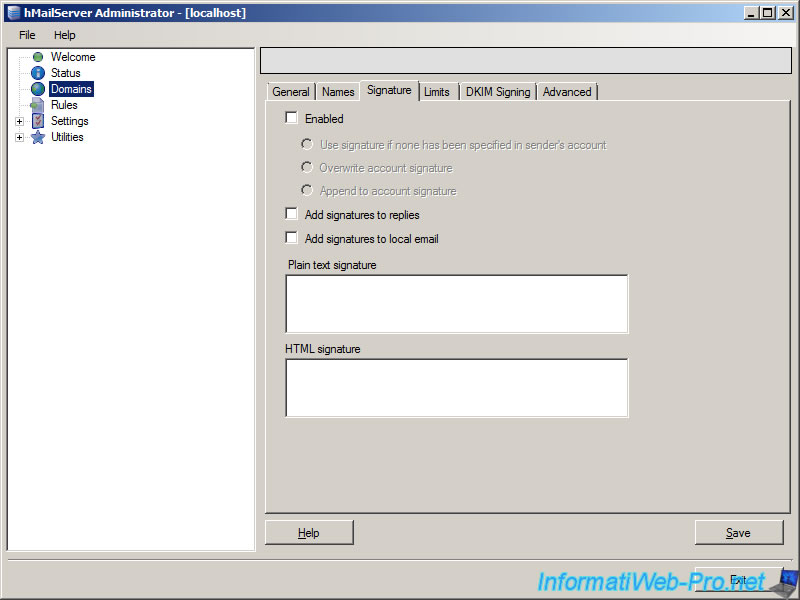 hMailServer Administrator - [localhost]
File Help
Welcome
Status
Domains
Rules
Settings
Utilities
General Names Signature Limits DKIM Signing Advanced
Enabled
Use signature if none has been specified in sender's account
Overwrite account signature
Append to account signature
Add signatures to replies
Add signatures to local email
Plain text signature
HTML signature
Help Save
Exit
InformatiWeb-Pro.net